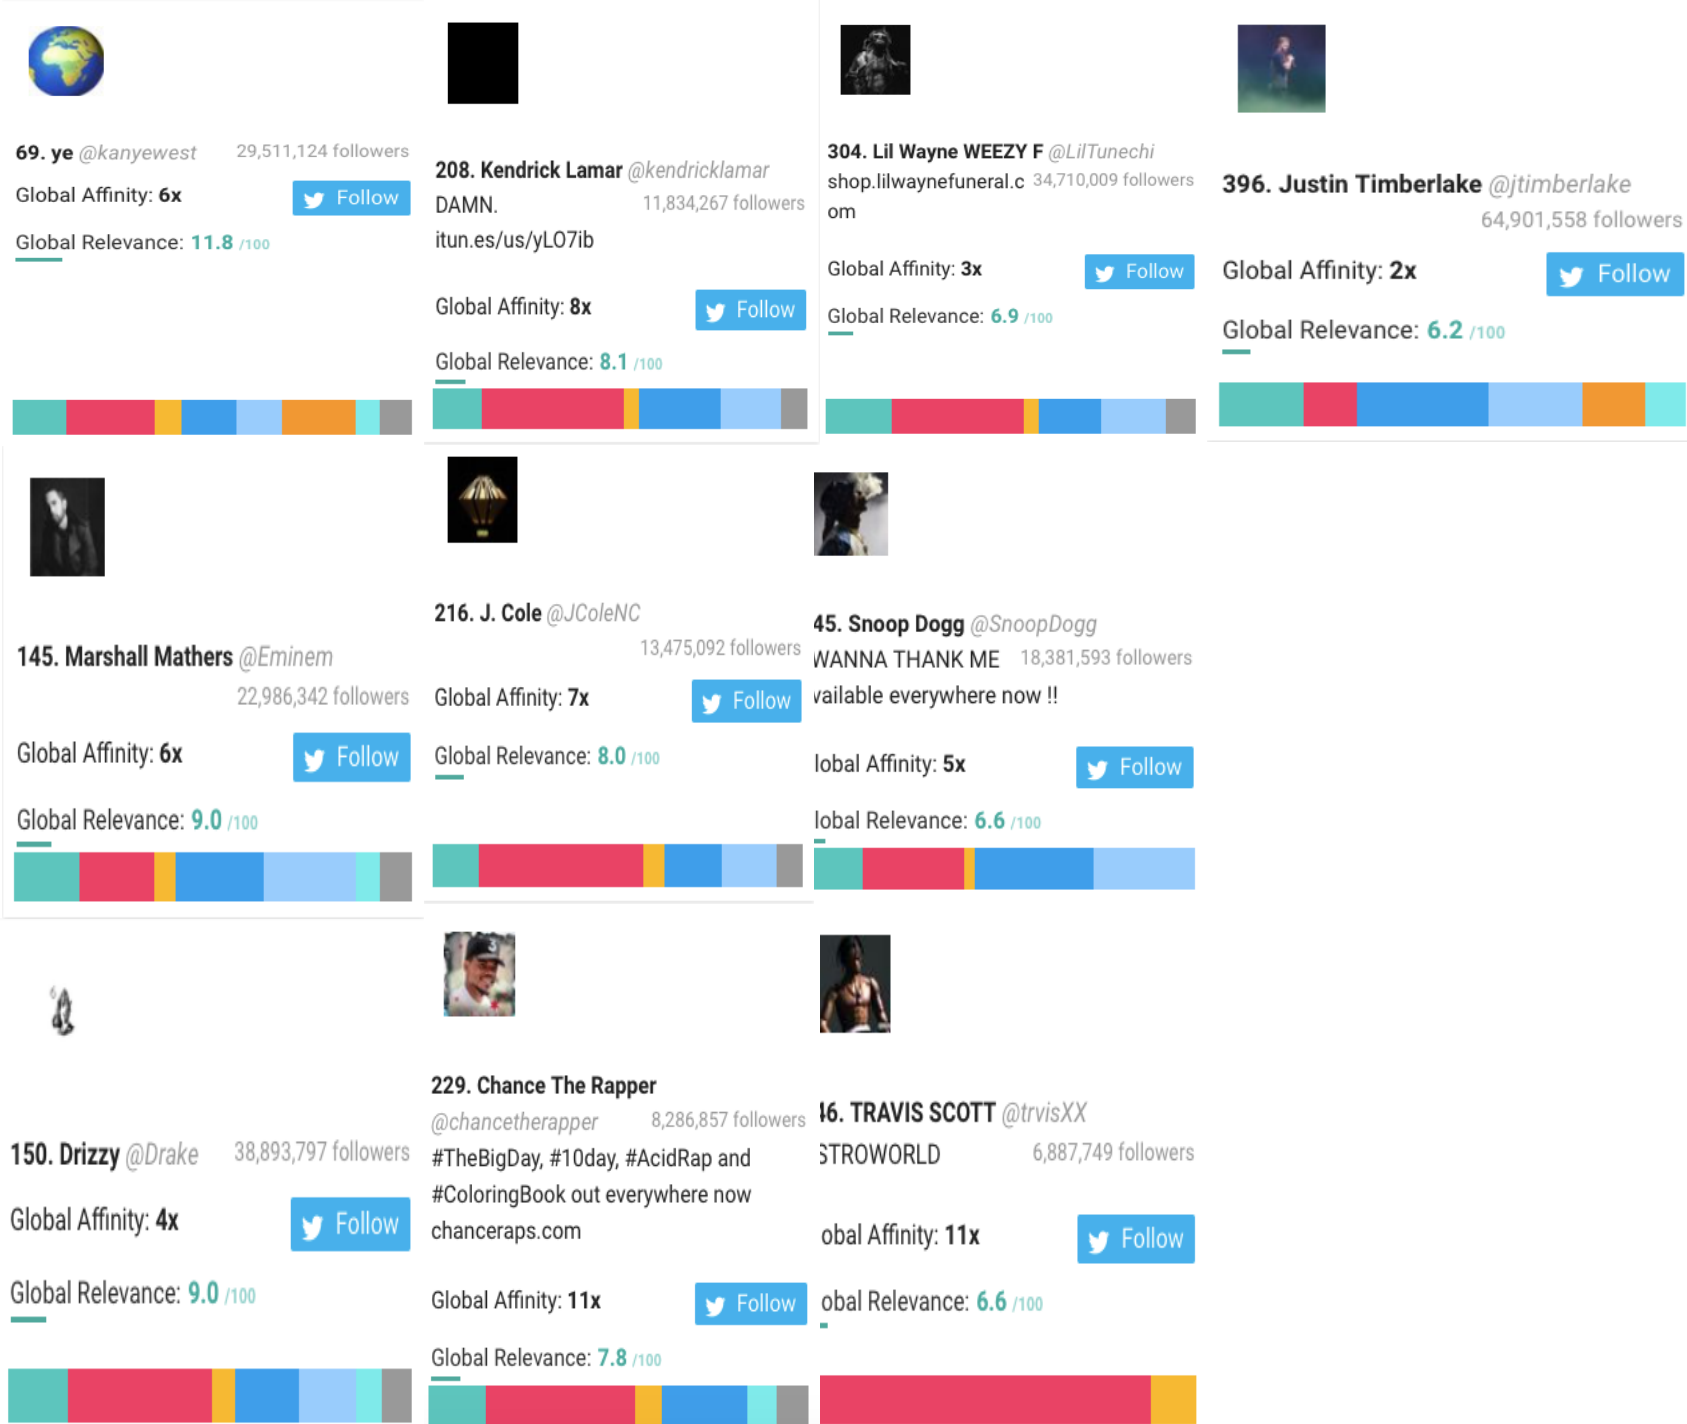 69. ye @kanyewest 29,511,124 followers
Global Affinity: 6x Follow
Global Relevance: 11.8 /100
208. Kendrick Lamar @kendricklamar
DAMN. 11,834,267 followers
itun.es/us/yLO7ib
Global Affinity: 8x Follow
Global Relevance: 8.1 /100
304. Lil Wayne WEEZY F @LilTunechi
shop.lilwaynefuneral.c 34,710,009 followers
om
Global Affinity: 3x Follow
Global Relevance: 6.9 /100
396. Justin Timberlake @jtimberlake
64,901,558 followers
Global Affinity: 2x Follow
Global Relevance: 6.2 /100
145. Marshall Mathers @Eminem
22,986,342 followers
Global Affinity: 6x Follow
Global Relevance: 9.0 /100
216. J. Cole @JColeNC
13,475,092 followers
Global Affinity: 7x Follow
Global Relevance: 8.0 /100
45. Snoop Dogg @SnoopDogg
WANNA THANK ME 18,381,593 followers
vailable everywhere now !!
lobal Affinity: 5x Follow
lobal Relevance: 6.6 /100
150. Drizzy @Drake 38,893,797 followers
Global Affinity: 4x Follow
Global Relevance: 9.0 /100
229. Chance The Rapper
@chancetherapper 8,286,857 followers
#TheBigDay, #10day, #AcidRap and
#ColoringBook out everywhere now
chanceraps.com
Global Affinity: 11x Follow
Global Relevance: 7.8 /100
46. TRAVIS SCOTT @trvisXX
STROWORLD 6,887,749 followers
obal Affinity: 11x Follow
obal Relevance: 6.6 /100